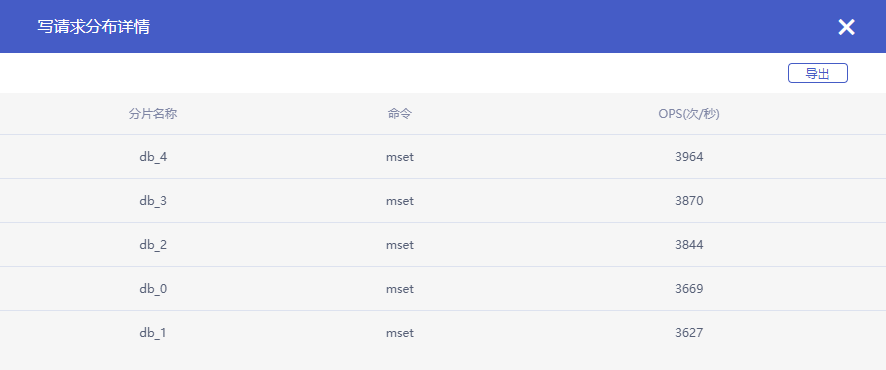 写请求分布详情
导出
分片名称 命令 OPS(次/秒)
db_4 mset 3964
db_3 mset 3870
db_2 mset 3844
db_0 mset 3669
db_1 mset 3627